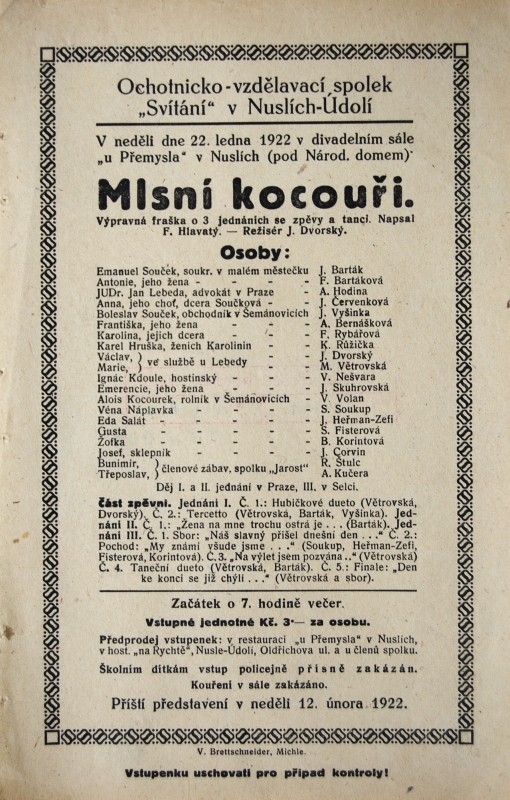 Ochotnicko-vzdělavací spolek
„Svítání" v Nuslích-Údolí
V neděli dne 22. ledna 1922 v divadelním sále
„u Přemysla" v Nuslích (pod Národ. domem)
Mlsní kocouři.
Výpravná fraška o 3 jednáních se zpěvy a tanci. Napsal
F. Hlavatý. — Režisér J. Dvorský.
Osoby:
Emanuel Souček, soukr. v malém městečku J. Barták
Antonie, jeho žena - - - - F. Bartáková
JUDr. Jan Lebeda, advokát v Praze - A. Hodina
Anna, jeho choť, dcera Součková - - J. Červenková
Boleslav Souček, obchodník v Šemánovicích J. Vyšinka
Františka, jeho žena - - - A. Bernášková
Karolina, jejich dcera - - - F. Rybářová
Karel Hruška, ženich Karolinin - - K. Růžička
Václav, } ve službě u Lebedy - - J. Dvorský
Marie, M. Větrovská
Ignác Kdoule, hostinský - - - V. Nešvara
Emerencie, jeho žena - - - J. Skuhrovská
Alois Kocourek, rolník v Šemánovicích - V. Volan
Véna Náplavka - - - - - S. Soukup
Eda Salát - - - - - - J. Heřman-Zefi
Gusta - - - - - - S. Fisterová
Žofka - - - - - - B. Korintová
Josef, sklepník - - - - - J. Čorvín
Bunimír, } členové zábav. spolku „Jarost" R. Štulc
Třeposlav, A. Kučera
Děj I. a II. jednání v Praze, III. v Selci.
Část zpěvní. Jednání I. Č. 1.: Hubičkové dueto (Větrovská,
Dvorský). Č. 2.: Tercetto (Větrovská, Barták, Vyšinka). Jed-
nání II. Č. 1.: „Žena na mne trochu ostrá je . . . (Barták). Jed-
nání III. Č. 1. Sbor: „Náš slavný přišel dnešní den . . ." Č. 2.:
Pochod: „My známí všude jsme . . ." (Soukup, Heřman-Zefi,
Fisterová, Korintová). Č. 3. „Na výlet jsem pozvána . ." (Větrovská)
Č. 4. Taneční dueto (Větrovská, Barták). Č. 5.: Finale: „Den
ke konci se již chýlí . . ." (Větrovská a sbor).
Začátek o 7. hodině večer.
Vstupné jednotné Kč. 3·— za osobu.
Předprodej vstupenek: v restauraci „u Přemysla" v Nuslích,
v host. „na Rychtě", Nusle-Údolí, Oldřichova ul. a u členů spolku.
Školním dítkám vstup policejně přísně zakázán.
Kouření v sále zakázáno.
Příští představení v neděli 12. února 1922.
V. Brettschneider, Michle.
Vstupenku uschovati pro případ kontroly!